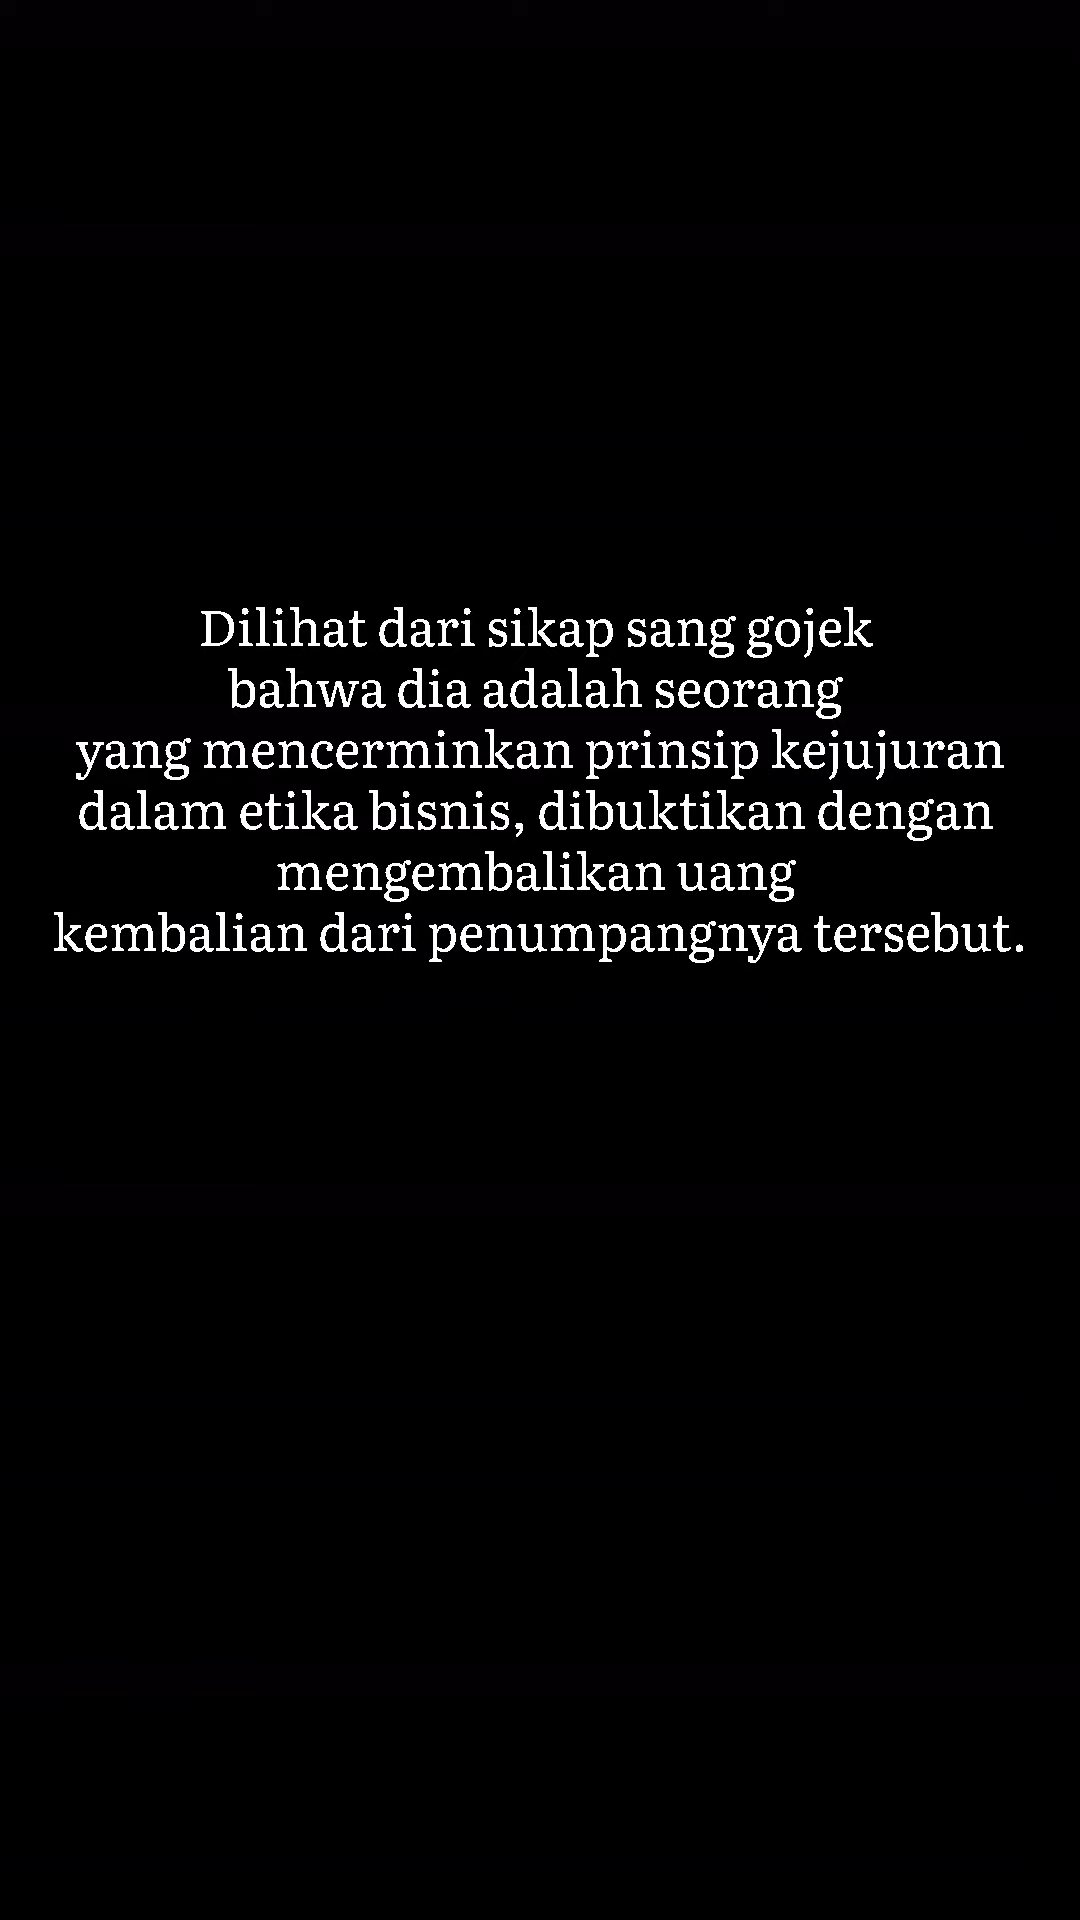 Dilihat dari sikap sang gojek
bahwa dia adalah seorang
yang mencerminkan prinsip kejujuran
dalam etika bisnis, dibuktikan dengan
mengembalikan uang
kembalian dari penumpangnya tersebut.